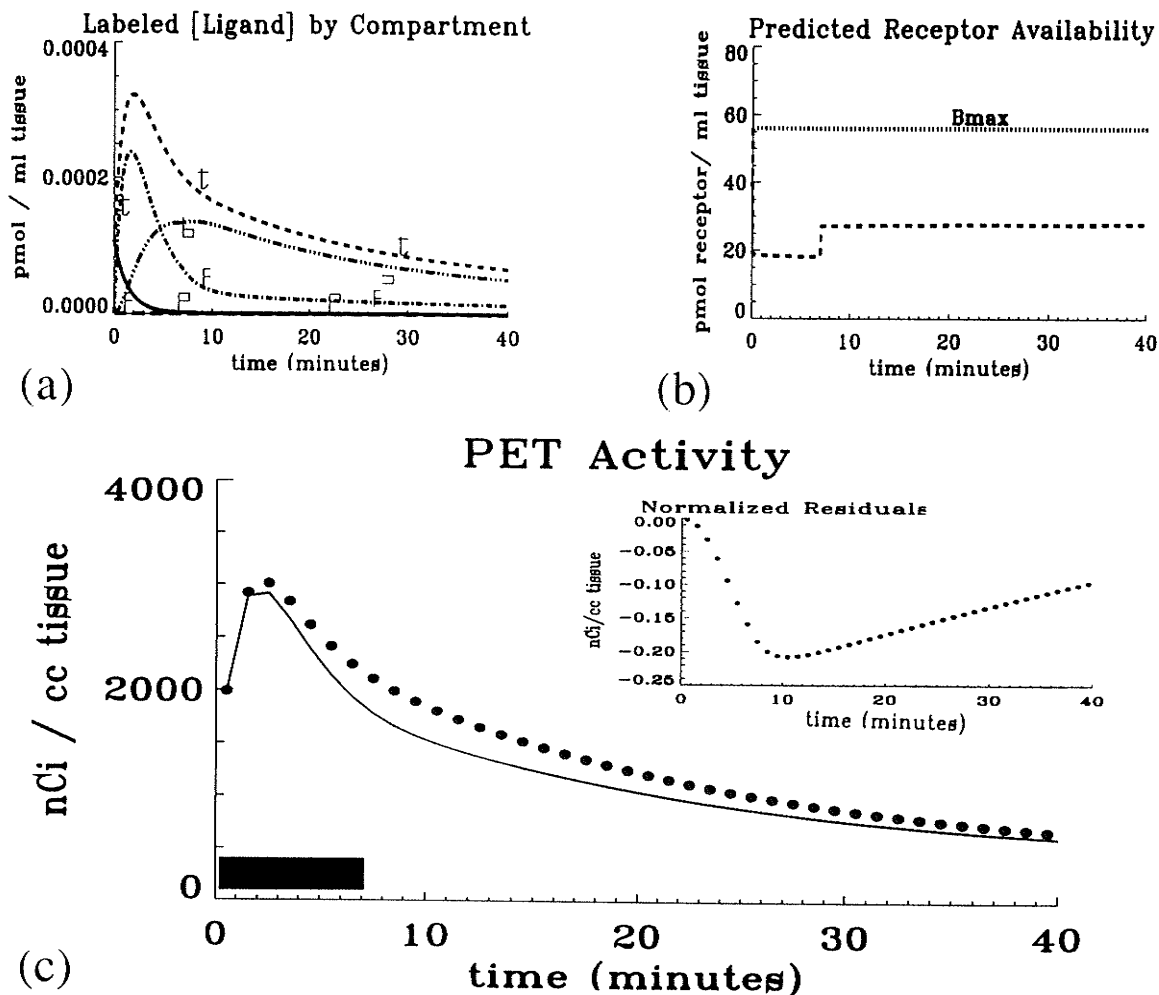 Labeled [Ligand] by Compartment
pmol / ml tissue
0.0004
0.0002
0.0000
t
t
t
b
f
f
f
p
p
p
0
10
20
30
40
time (minutes)
(a)
Predicted Receptor Availability
pmol receptor/ ml tissue
80
60
40
20
0
Bmax
10
20
30
40
time (minutes)
(b)
PET Activity
nCi / cc tissue
4000
2000
0
0
10
20
30
40
time (minutes)
(c)
Normalized Residuals
nCi/cc tissue
0.00
-0.05
-0.10
-0.15
-0.20
-0.25
0
10
20
30
40
time (minutes)